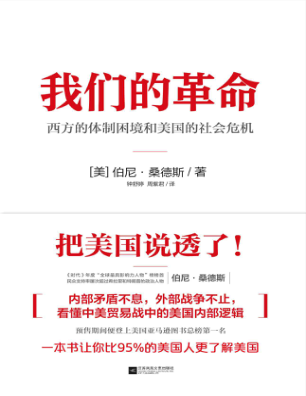 我们的革命
西方的体制困境和美国的社会危机
[美]伯尼·桑德斯/著
钟舒婷 周紫君/译
把美国说透了!
伯尼·桑德斯
内部矛盾不息,外部战争不止,
看懂中美贸易战中的美国内部逻辑
预售期间便登上美国亚马逊图书总榜第一名
一本书让你比95%的美国人更了解美国